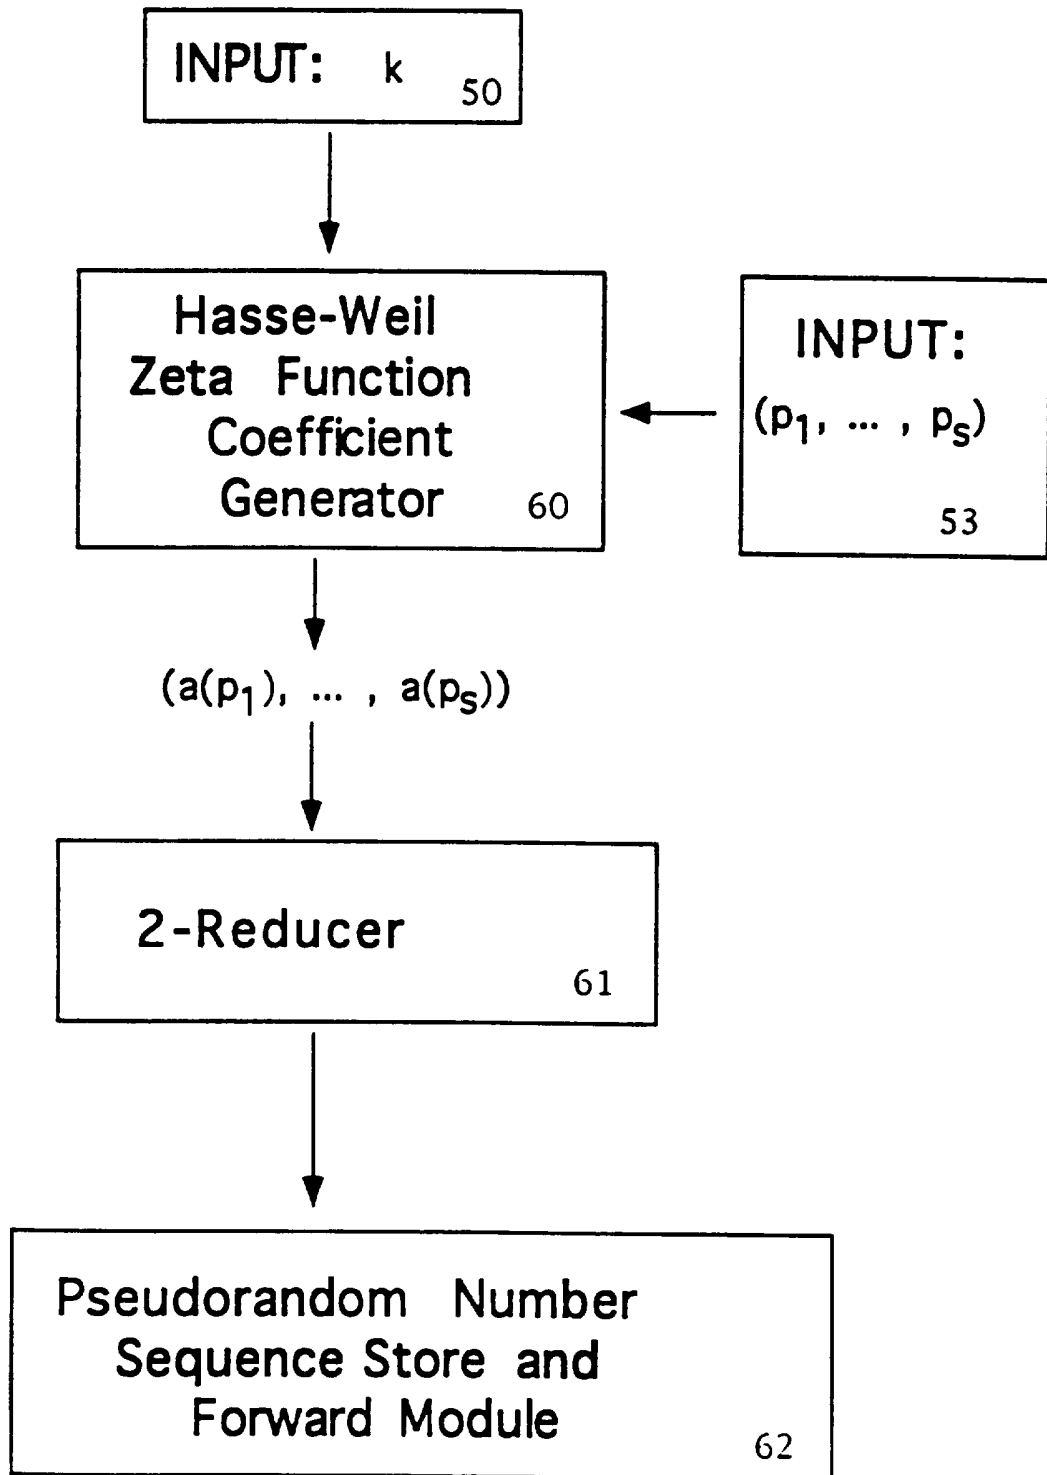 INPUT: k
50
Hasse-Weil
Zeta Function
Coefficient
Generator 60
INPUT:
(p1, ... , ps)
53
(a(p1), ... , a(ps))
2-Reducer
61
Pseudorandom Number
Sequence Store and
Forward Module
62